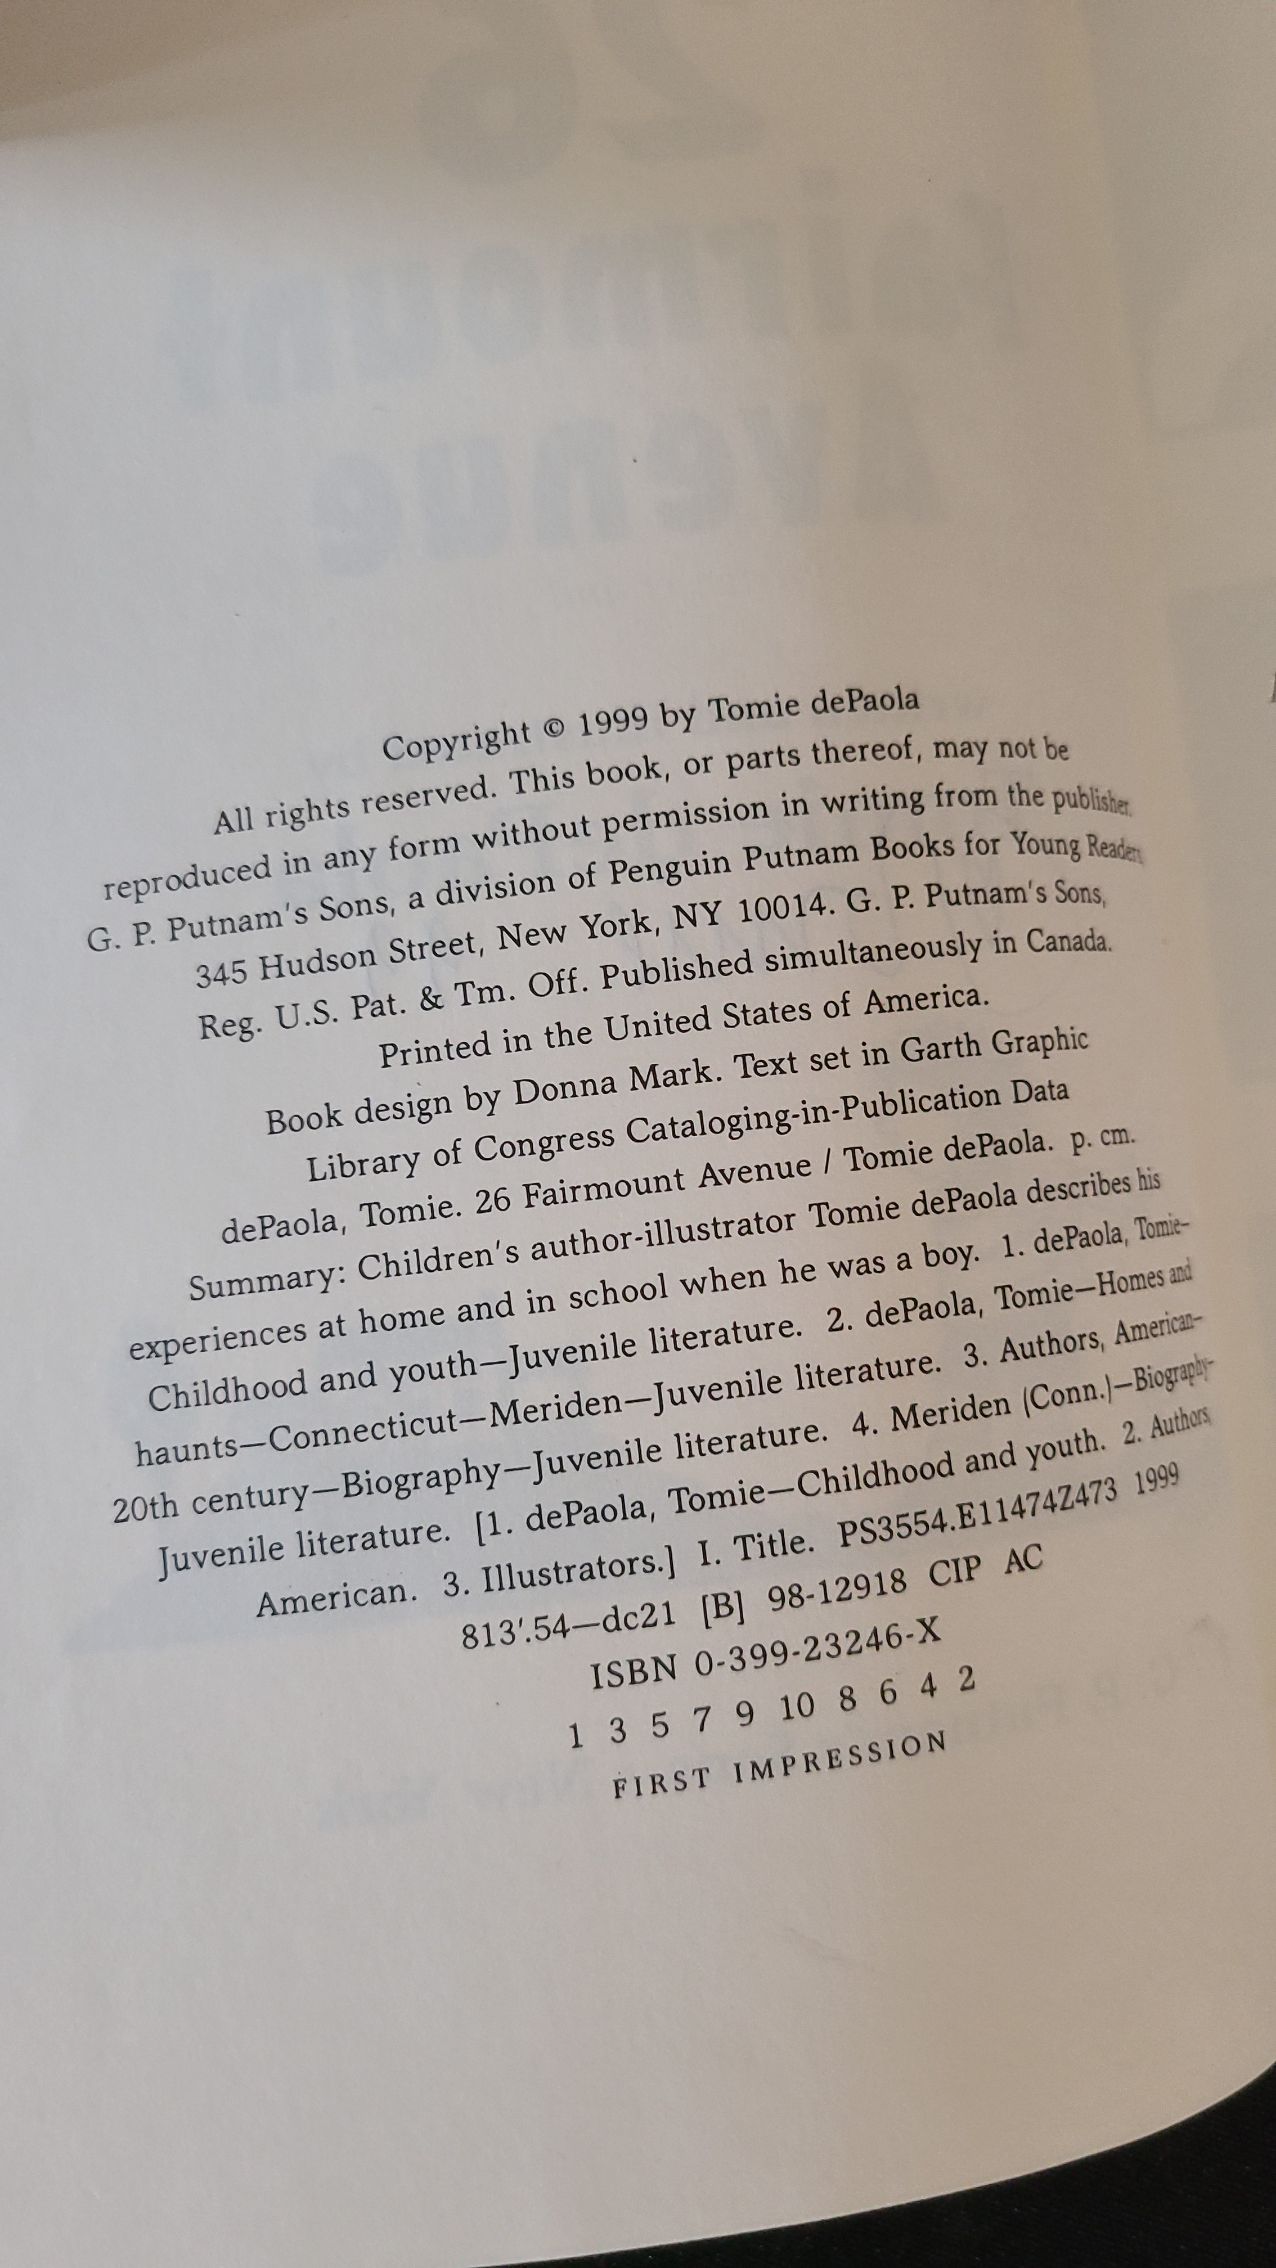 Copyright © 1999 by Tomie dePaola
All rights reserved. This book, or parts thereof, may not be
reproduced in any form without permission in writing from the publisher.
G. P. Putnam's Sons, a division of Penguin Putnam Books for Young Readers,
345 Hudson Street, New York, NY 10014. G. P. Putnam's Sons,
Reg. U.S. Pat. & Tm. Off. Published simultaneously in Canada.
Printed in the United States of America.
Book design by Donna Mark. Text set in Garth Graphic
Library of Congress Cataloging-in-Publication Data
dePaola, Tomie. 26 Fairmount Avenue / Tomie dePaola. p. cm.
Summary: Children's author-illustrator Tomie dePaola describes his
experiences at home and in school when he was a boy. 1. dePaola, Tomie—
Childhood and youth—Juvenile literature. 2. dePaola, Tomie—Homes and
haunts—Connecticut—Meriden—Juvenile literature. 3. Authors, American—
20th century—Biography—Juvenile literature. 4. Meriden (Conn.)—Biography—
Juvenile literature. [1. dePaola, Tomie—Childhood and youth. 2. Authors,
American. 3. Illustrators.] I. Title. PS3554.E11474Z473 1999
813'.54—dc21 [B] 98-12918 CIP AC
ISBN 0-399-23246-X
1 3 5 7 9 10 8 6 4 2
FIRST IMPRESSION